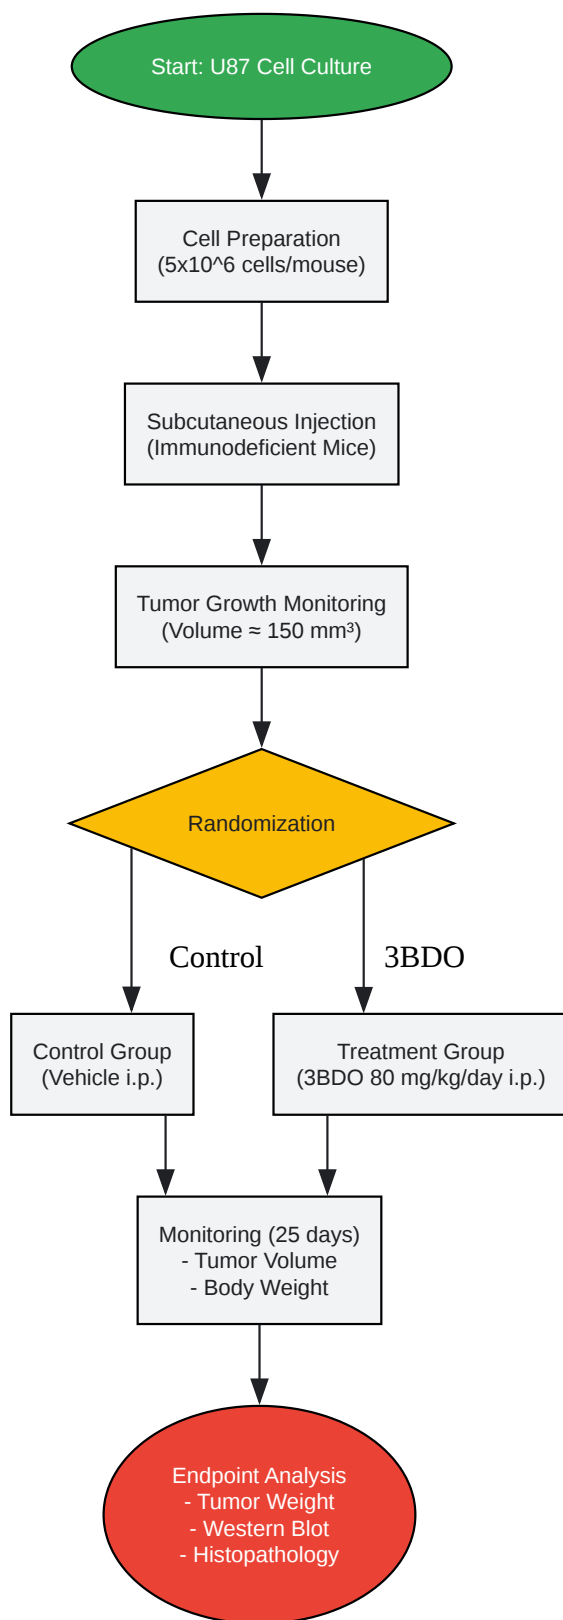 Start: U87 Cell Culture
Cell Preparation
(5x10^6 cells/mouse)
Subcutaneous Injection
(Immunodeficient Mice)
Tumor Growth Monitoring
(Volume ≈ 150 mm³)
Randomization
Control
3BDO
Control Group
(Vehicle i.p.)
Treatment Group
(3BDO 80 mg/kg/day i.p.)
Monitoring (25 days)
- Tumor Volume
- Body Weight
Endpoint Analysis
- Tumor Weight
- Western Blot
- Histopathology